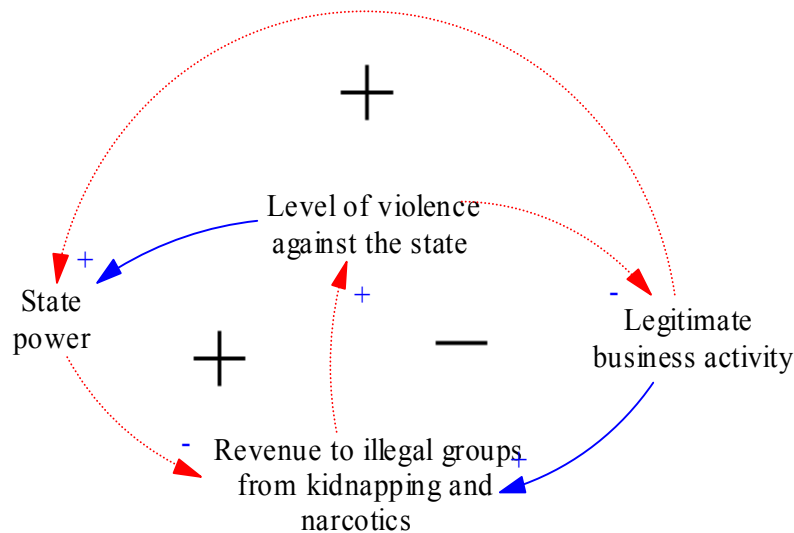 +
Level of violence
against the state
+
State
power
+
-
Legitimate
business activity
+
—
-
Revenue to illegal groups
+
from kidnapping and
narcotics